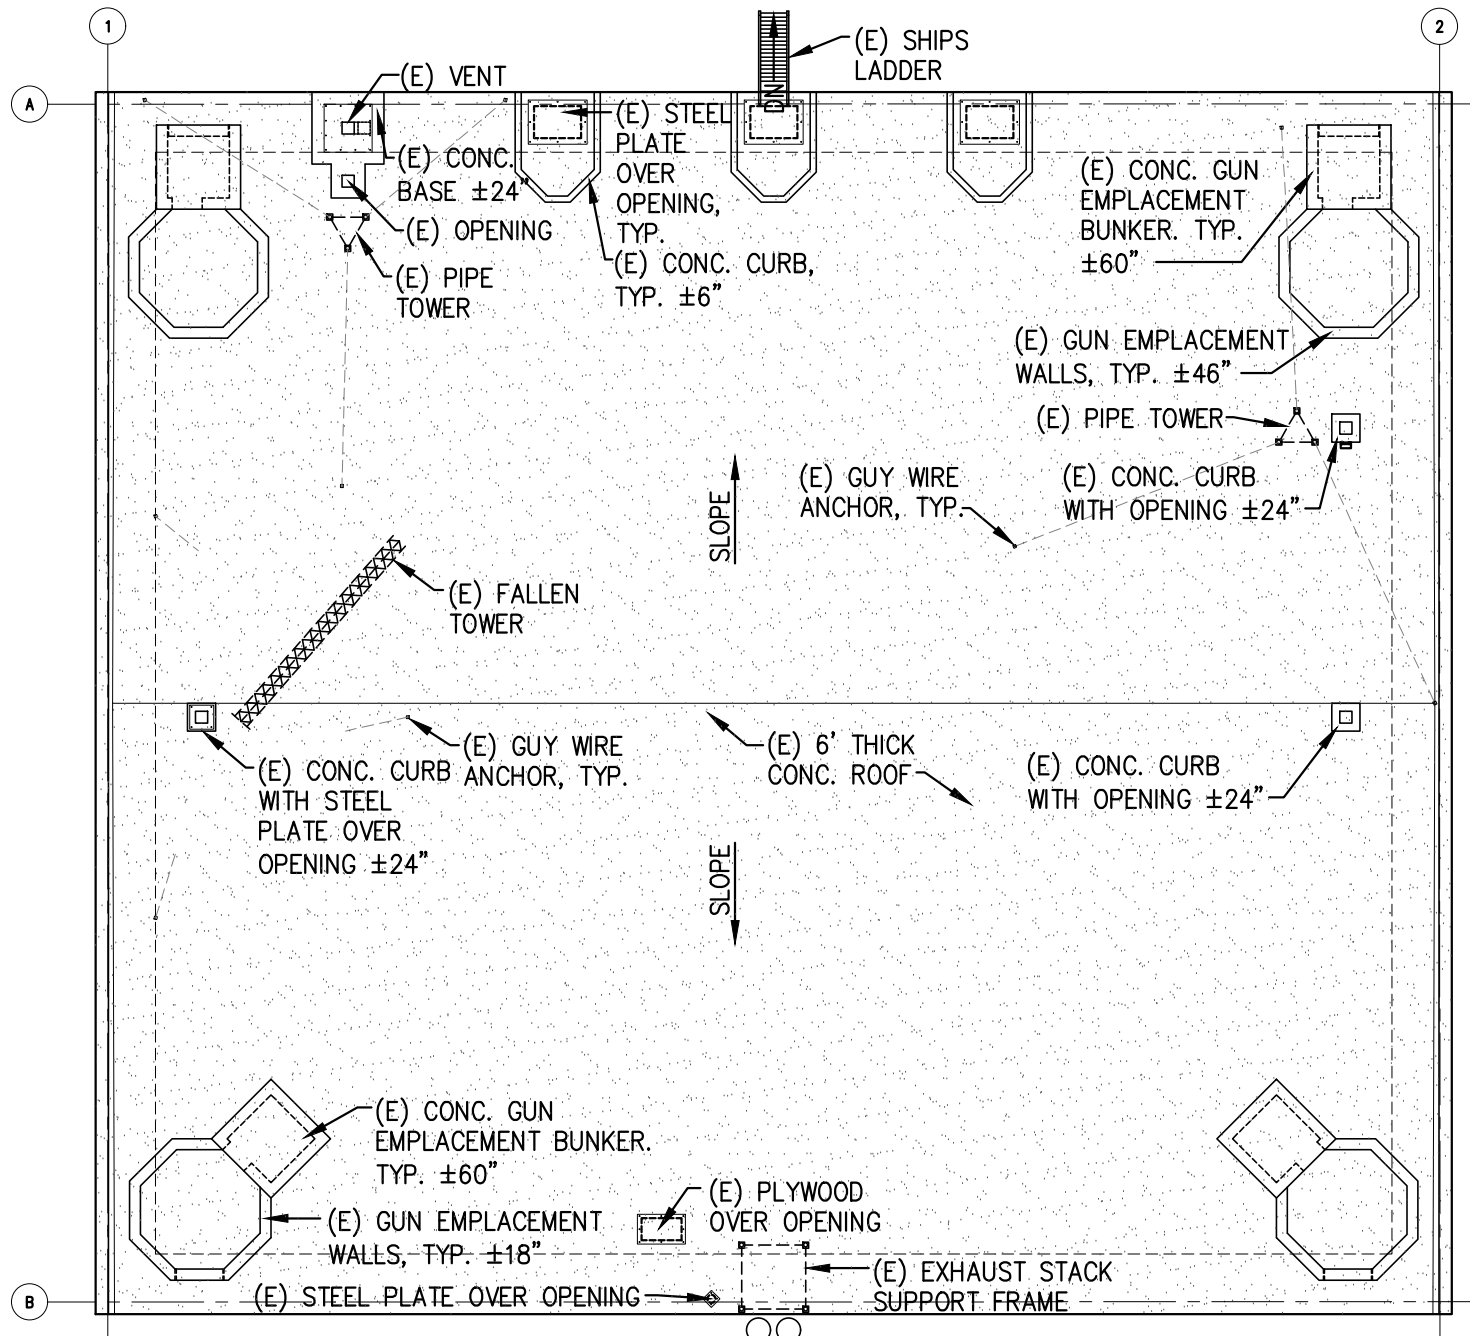 1
2
A
(E) SHIPS
LADDER
DN
(E) VENT
(E) STEEL
PLATE
OVER
OPENING,
TYP.
(E) CONC.
BASE ±24"
(E) OPENING
(E) PIPE
TOWER
(E) CONC. CURB,
TYP. ±6"
(E) CONC. GUN
EMPLACEMENT
BUNKER. TYP.
±60"
(E) GUN EMPLACEMENT
WALLS, TYP. ±46"
(E) PIPE TOWER
(E) GUY WIRE
ANCHOR, TYP.
(E) CONC. CURB
WITH OPENING ±24"
SLOPE
(E) FALLEN
TOWER
(E) GUY WIRE
ANCHOR, TYP.
(E) 6' THICK
CONC. ROOF
(E) CONC. CURB
WITH STEEL
PLATE OVER
OPENING ±24"
(E) CONC. CURB
WITH OPENING ±24"
SLOPE
(E) CONC. GUN
EMPLACEMENT BUNKER.
TYP. ±60"
(E) GUN EMPLACEMENT
WALLS, TYP. ±18"
(E) PLYWOOD
OVER OPENING
(E) EXHAUST STACK
SUPPORT FRAME
(E) STEEL PLATE OVER OPENING
B